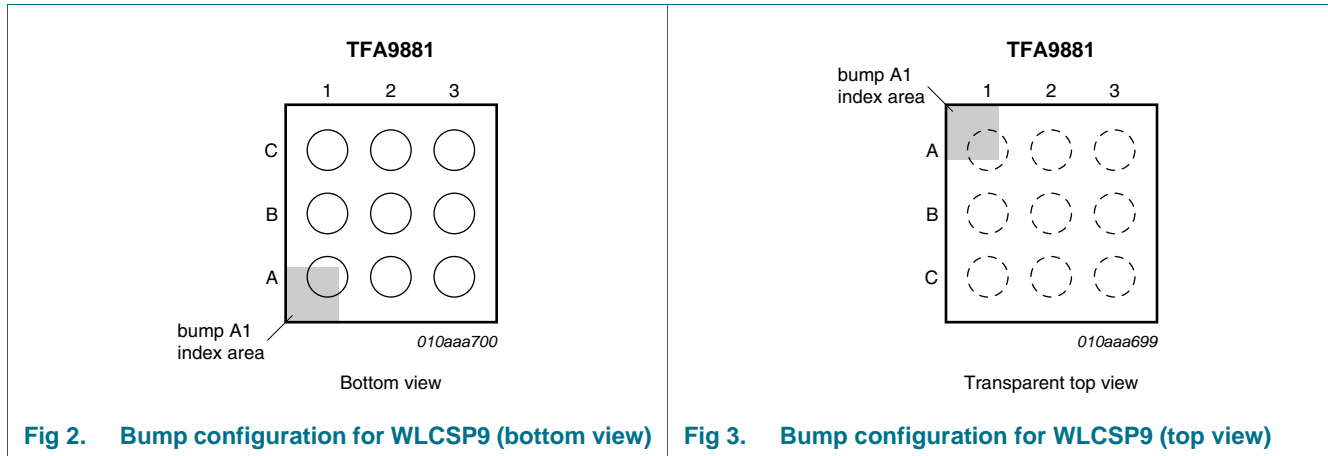 TFA9881
1 2 3
C
B
A
bump A1
index area
010aaa700
Bottom view
Fig 2. Bump configuration for WLCSP9 (bottom view)
TFA9881
bump A1
index area
1 2 3
A
B
C
010aaa699
Transparent top view
Fig 3. Bump configuration for WLCSP9 (top view)